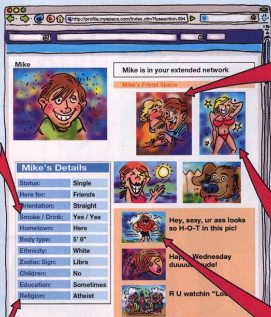 http://profile.myspace.com/index.cfm?fuseaction.994
Mike
Mike is in your extended network
Mike's Friend Space
Mike's Details
Status: Single
Here for: Friends
Orientation: Straight
Smoke / Drink: Yes / Yes
Hometown: Here
Body type: 5' 6"
Ethnicity: White
Zodiac Sign: Libra
Children: No
Education: Sometimes
Religion: Atheist
Hey, sexy, ur ass looks
so H-O-T in this pic!
Happy Wednesday
R U watchin